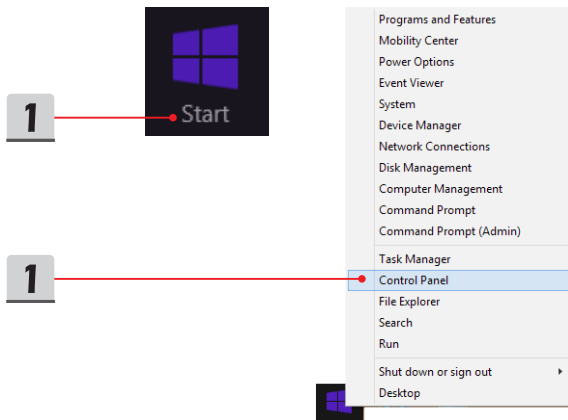 1
Start
Programs and Features
Mobility Center
Power Options
Event Viewer
System
Device Manager
Network Connections
Disk Management
Computer Management
Command Prompt
Command Prompt (Admin)
Task Manager
1
Control Panel
File Explorer
Search
Run
Shut down or sign out
Desktop